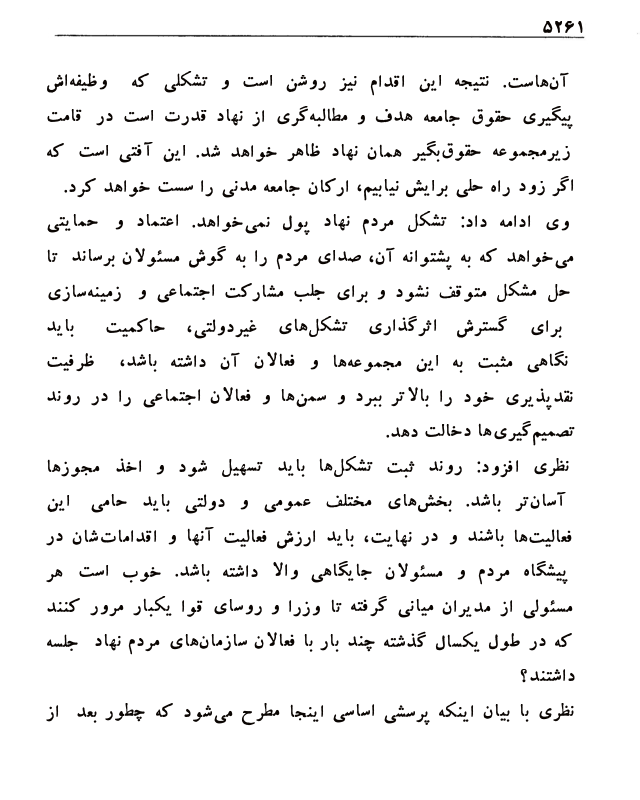 ۵۲۶۱
آن‌هاست. نتیجه این اقدام نیز روشن است و تشکلی که وظیفه‌اش
پیگیری حقوق جامعه هدف و مطالبه‌گری از نهاد قدرت است در قامت
زیرمجموعه حقوق‌بگیر همان نهاد ظاهر خواهد شد. این آفتی است که
اگر زود راه حلی برایش نیابیم، ارکان جامعه مدنی را سست خواهد کرد.
وی ادامه داد: تشکل مردم نهاد پول نمی‌خواهد. اعتماد و حمایتی
می‌خواهد که به پشتوانه آن، صدای مردم را به گوش مسئولان برساند تا
حل مشکل متوقف نشود و برای جلب مشارکت اجتماعی و زمینه‌سازی
برای گسترش اثرگذاری تشکل‌های غیردولتی، حاکمیت باید
نگاهی مثبت به این مجموعه‌ها و فعالان آن داشته باشد، ظرفیت
نقدپذیری خود را بالاتر ببرد و سمن‌ها و فعالان اجتماعی را در روند
تصمیم‌گیری‌ها دخالت دهد.
نظری افزود: روند ثبت تشکل‌ها باید تسهیل شود و اخذ مجوزها
آسان‌تر باشد. بخش‌های مختلف عمومی و دولتی باید حامی این
فعالیت‌ها باشند و در نهایت، باید ارزش فعالیت آنها و اقدامات‌شان در
پیشگاه مردم و مسئولان جایگاهی والا داشته باشد. خوب است هر
مسئولی از مدیران میانی گرفته تا وزرا و روسای قوا یکبار مرور کنند
که در طول یکسال گذشته چند بار با فعالان سازمان‌های مردم نهاد جلسه
داشتند؟
نظری با بیان اینکه پرسشی اساسی اینجا مطرح می‌شود که چطور بعد از